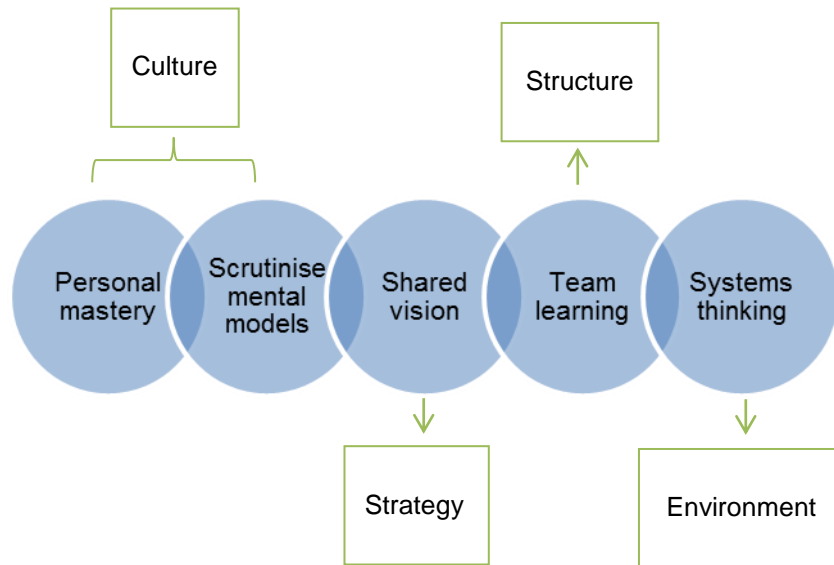 Culture
Structure
Personal
mastery
Scrutinise
mental
models
Shared
vision
Team
learning
Systems
thinking
Strategy
Environment